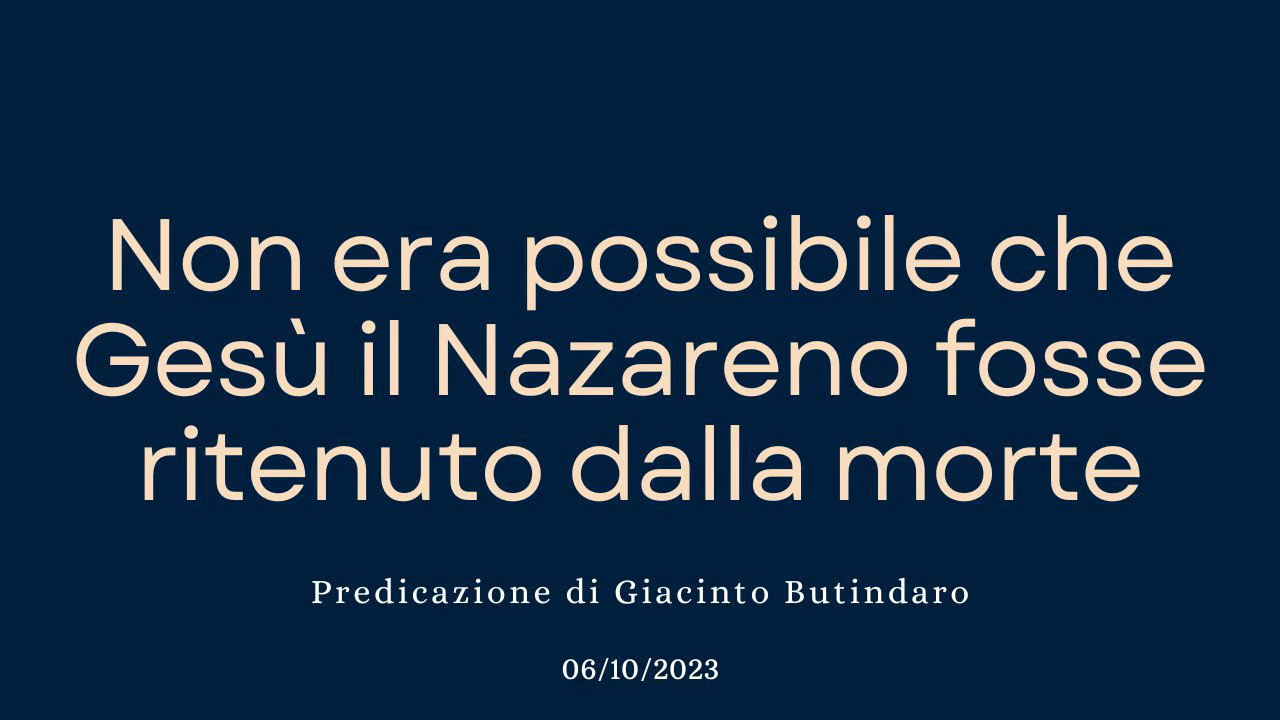 Non era possibile che
Gesù il Nazareno fosse
ritenuto dalla morte
Predicazione di Giacinto Butindaro
06/10/2023